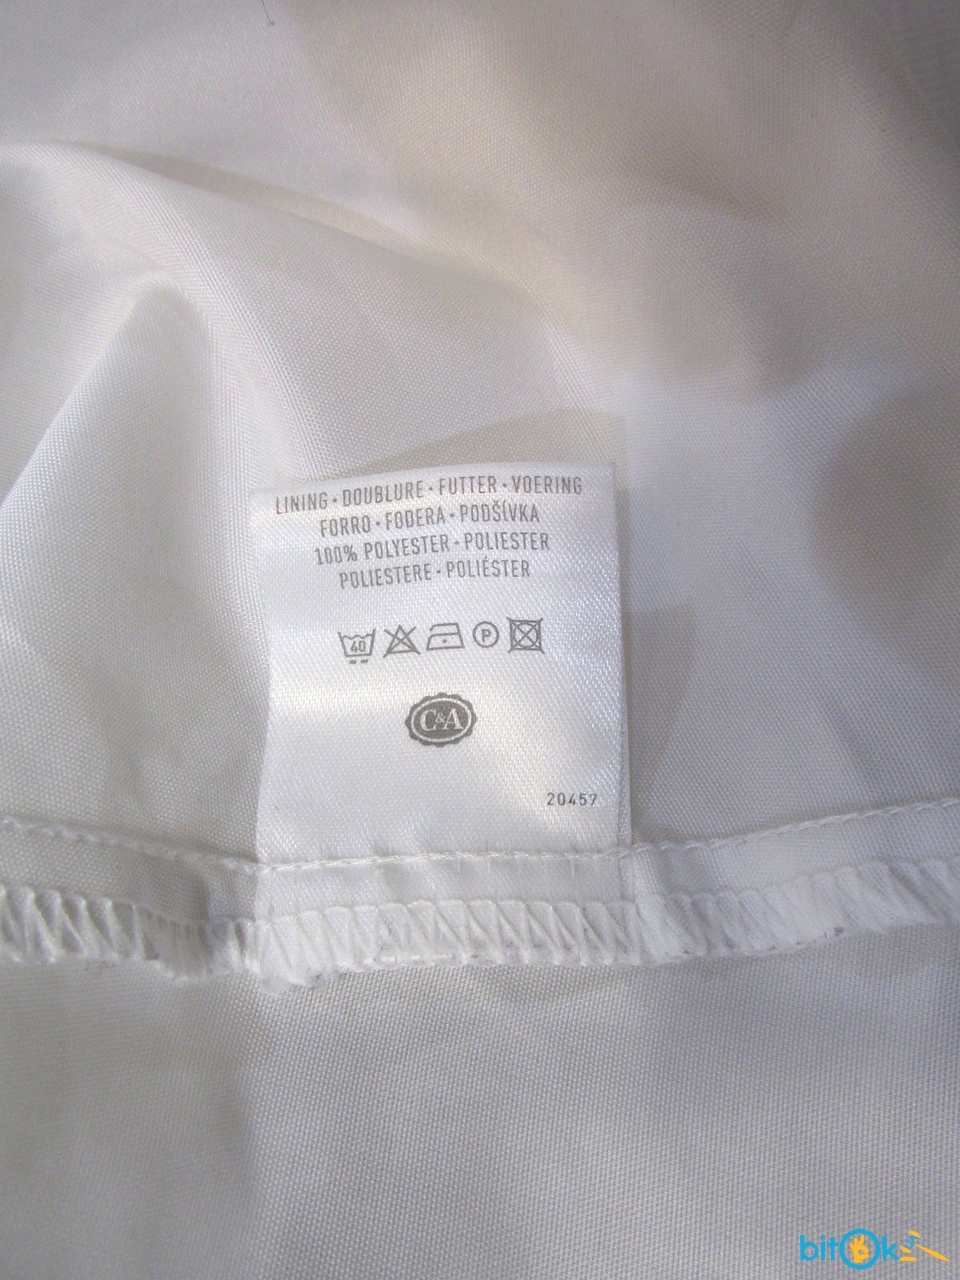 LINING · DOUBLURE · FUTTER · VOERING
FORRO · FODERA · PODŠÍVKA
100% POLYESTER · POLIESTER
POLIESTERE · POLIÉSTER
40 P
C&A
20457
bitOk